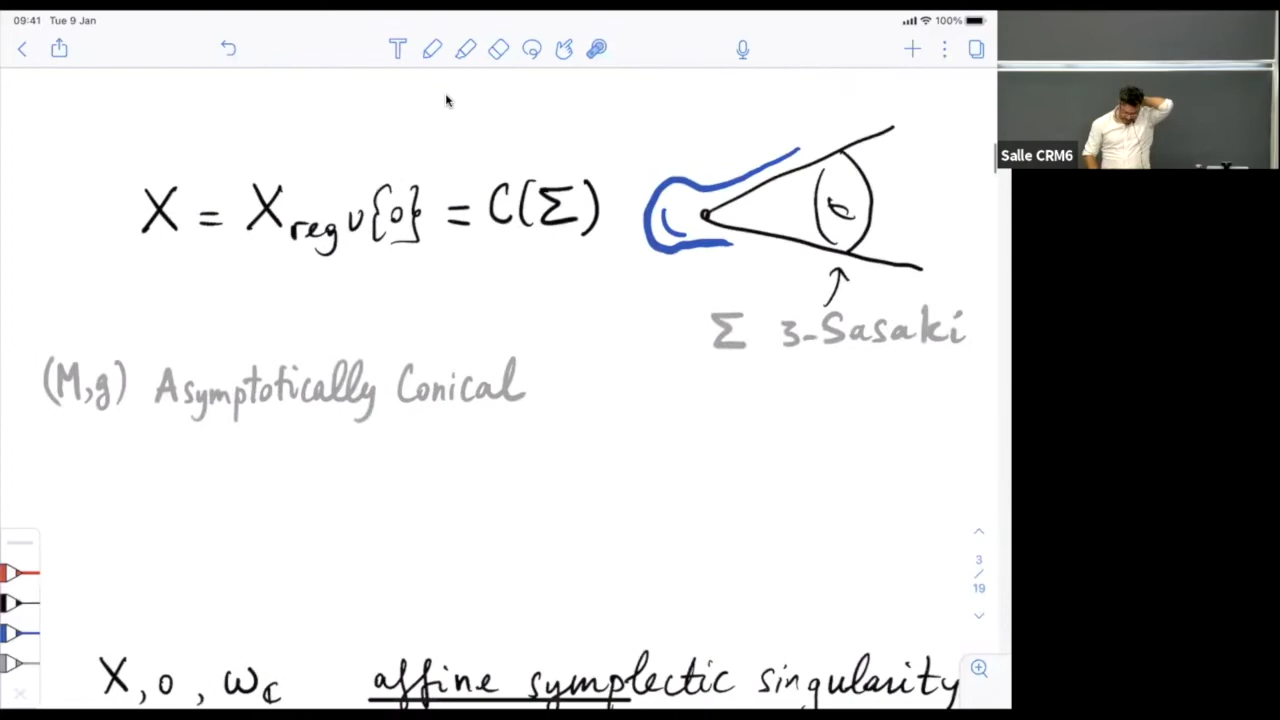 09:41 Tue 9 Jan
100%
Salle CRM6
X = X_reg ∪ {0} = C(Σ)
Σ 3-Sasaki
(M,g) Asymptotically Conical
3
/
19
X, 0, ω_ℂ affine symplectic singularity